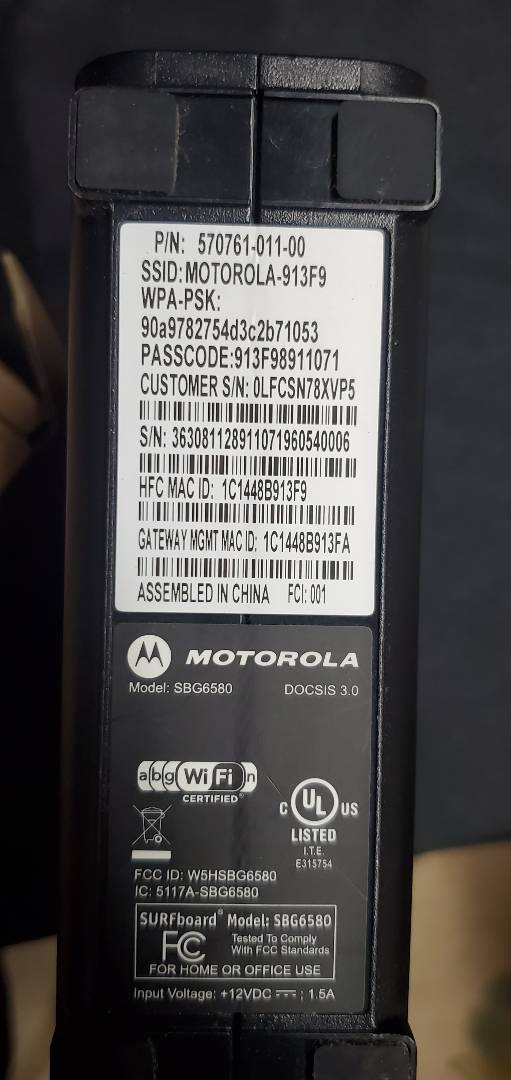 P/N: 570761-011-00
SSID:MOTOROLA-913F9
WPA-PSK:
90a9782754d3c2b71053
PASSCODE:913F98911071
CUSTOMER S/N: 0LFCSN78XVP5
S/N: 363081128911071960540006
HFC MAC ID: 1C1448B913F9
GATEWAY MGMT MAC ID: 1C1448B913FA
ASSEMBLED IN CHINA FCI: 001
MOTOROLA
Model: SBG6580 DOCSIS 3.0
abg WiFi n
CERTIFIED®
C UL US
LISTED
I.T.E.
E315754
FCC ID: W5HSBG6580
IC: 5117A-SBG6580
SURFboard® Model: SBG6580
FC Tested To Comply
With FCC Standards
FOR HOME OR OFFICE USE
Input Voltage: +12VDC ⎓; 1.5A